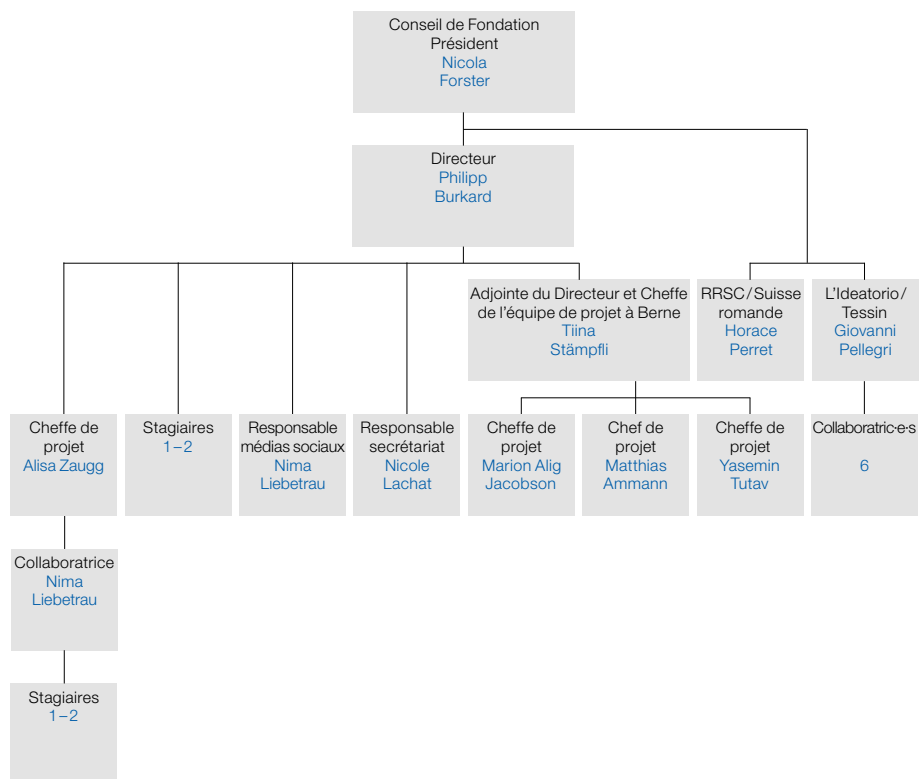 Conseil de Fondation
Président
Nicola
Forster
Directeur
Philipp
Burkard
Adjointe du Directeur et Cheffe
de l'équipe de projet à Berne
Tiina
Stämpfli
RRSC/Suisse
romande
Horace
Perret
L'Ideatorio/
Tessin
Giovanni
Pellegri
Cheffe de
projet
Alisa Zaugg
Stagiaires
1–2
Responsable
médias sociaux
Nima
Liebetrau
Responsable
secrétariat
Nicole
Lachat
Cheffe de
projet
Marion Alig
Jacobson
Chef de
projet
Matthias
Ammann
Cheffe de
projet
Yasemin
Tutav
Collaboratric·e·s
6
Collaboratrice
Nima
Liebetrau
Stagiaires
1–2